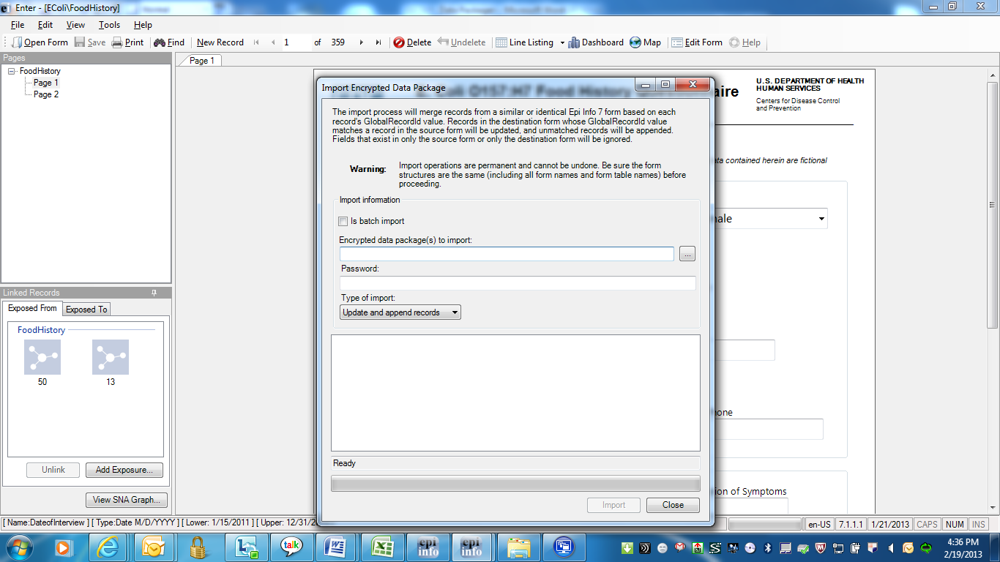 Enter - [EColi\FoodHistory]
File Edit View Tools Help
Open Form Save Print Find New Record 1 of 359 Delete Undelete Line Listing Dashboard Map Edit Form Help
Pages
FoodHistory
Page 1
Page 2
Page 1
Linked Records
Exposed From Exposed To
FoodHistory
50 13
Unlink Add Exposure...
View SNA Graph...
Import Encrypted Data Package
The import process will merge records from a similar or identical Epi Info 7 form based on each
record's GlobalRecordId value. Records in the destination form whose GlobalRecordId value
matches a record in the source form will be updated, and unmatched records will be appended.
Fields that exist in only the source form or only the destination form will be ignored.
Warning: Import operations are permanent and cannot be undone. Be sure the form
structures are the same (including all form names and form table names) before
proceeding.
Import information
Is batch import
Encrypted data package(s) to import:
...
Password:
Type of import:
Update and append records
Ready
Import Close
U.S. DEPARTMENT OF HEALTH
HUMAN SERVICES
Centers for Disease Control
and Prevention
contained herein are fictional
of Symptoms
[ Name:DateofInterview ] [ Type:Date M/D/YYYY ] [ Lower: 1/15/2011 ] [ Upper: 12/31/2
en-US 7.1.1.1 1/21/2013 CAPS NUM INS
talk
epi info
epi info
4:36 PM
2/19/2013